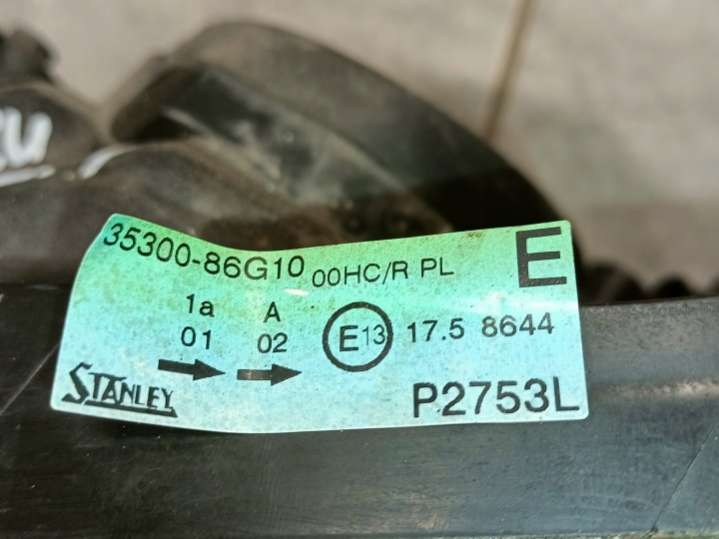 35300-86G10 00HC/R PL E
1a A
01 02 E13 17.5 8644
STANLEY P2753L